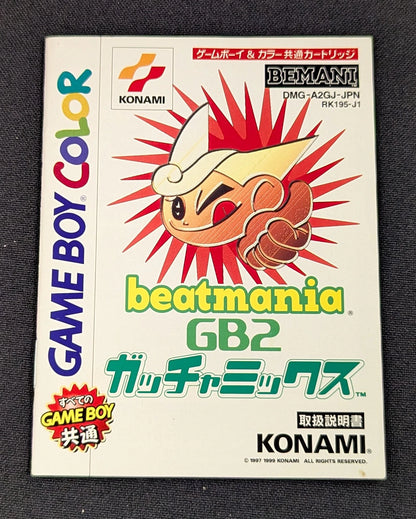 GAME BOY COLOR
KONAMI
ゲームボーイ&カラー共通カートリッジ
BEMANI
DMG-A2GJ-JPN
RK195-J1
beatmania®
GB2
ガッチャミックス™
すべての
GAME BOY
共通
取扱説明書
KONAMI®
© 1997 1999 KONAMI ALL RIGHTS RESERVED.